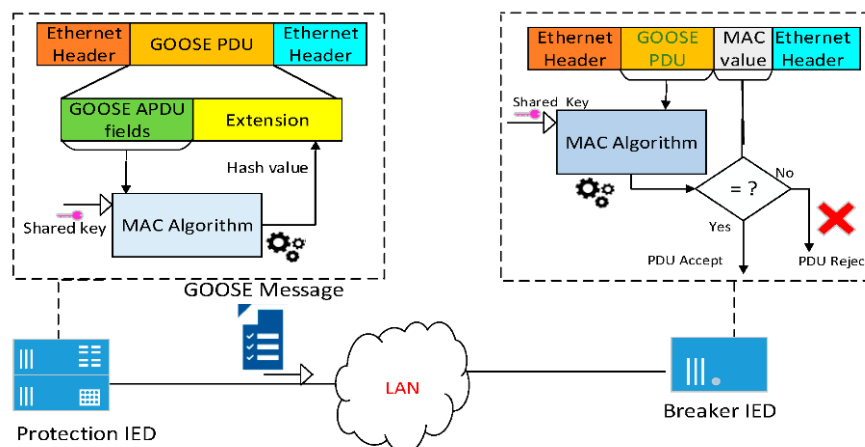 Ethernet
Header
GOOSE PDU
Ethernet
Header
GOOSE APDU
fields
Extension
Hash value
Shared key
MAC Algorithm
GOOSE Message
Protection IED
LAN
Ethernet
Header
GOOSE
PDU
MAC
value
Ethernet
Header
Shared Key
MAC Algorithm
= ?
No
Yes
PDU Accept
PDU Rejec
Breaker IED